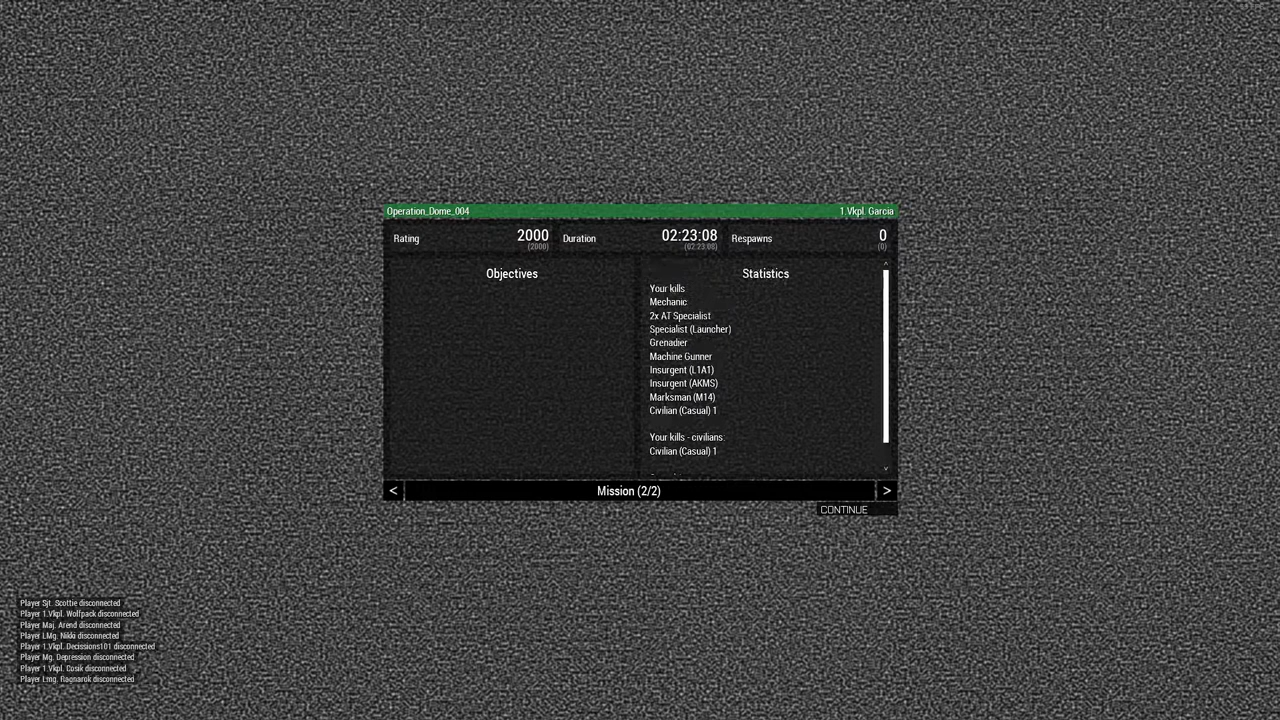 Operation_Dome_004 1.Vkpl. Garcia
Rating 2000 Duration 02:23:08 Respawns 0
(2000) (02:23:08) (0)
Objectives
Statistics
Your kills
Mechanic
2x AT Specialist
Specialist (Launcher)
Grenadier
Machine Gunner
Insurgent (L1A1)
Insurgent (AKMS)
Marksman (M14)
Civilian (Casual) 1
Your kills - civilians:
Civilian (Casual) 1
< Mission (2/2) >
CONTINUE
Player Sjt. Scottie disconnected
Player 1.Vkpl. Wolfpack disconnected
Player Maj. Arend disconnected
Player LMg. Nikki disconnected
Player 1.Vkpl. Decissions101 disconnected
Player Mg. Depression disconnected
Player 1.Vkpl. Cosik disconnected
Player Lmg. Ragnarok disconnected